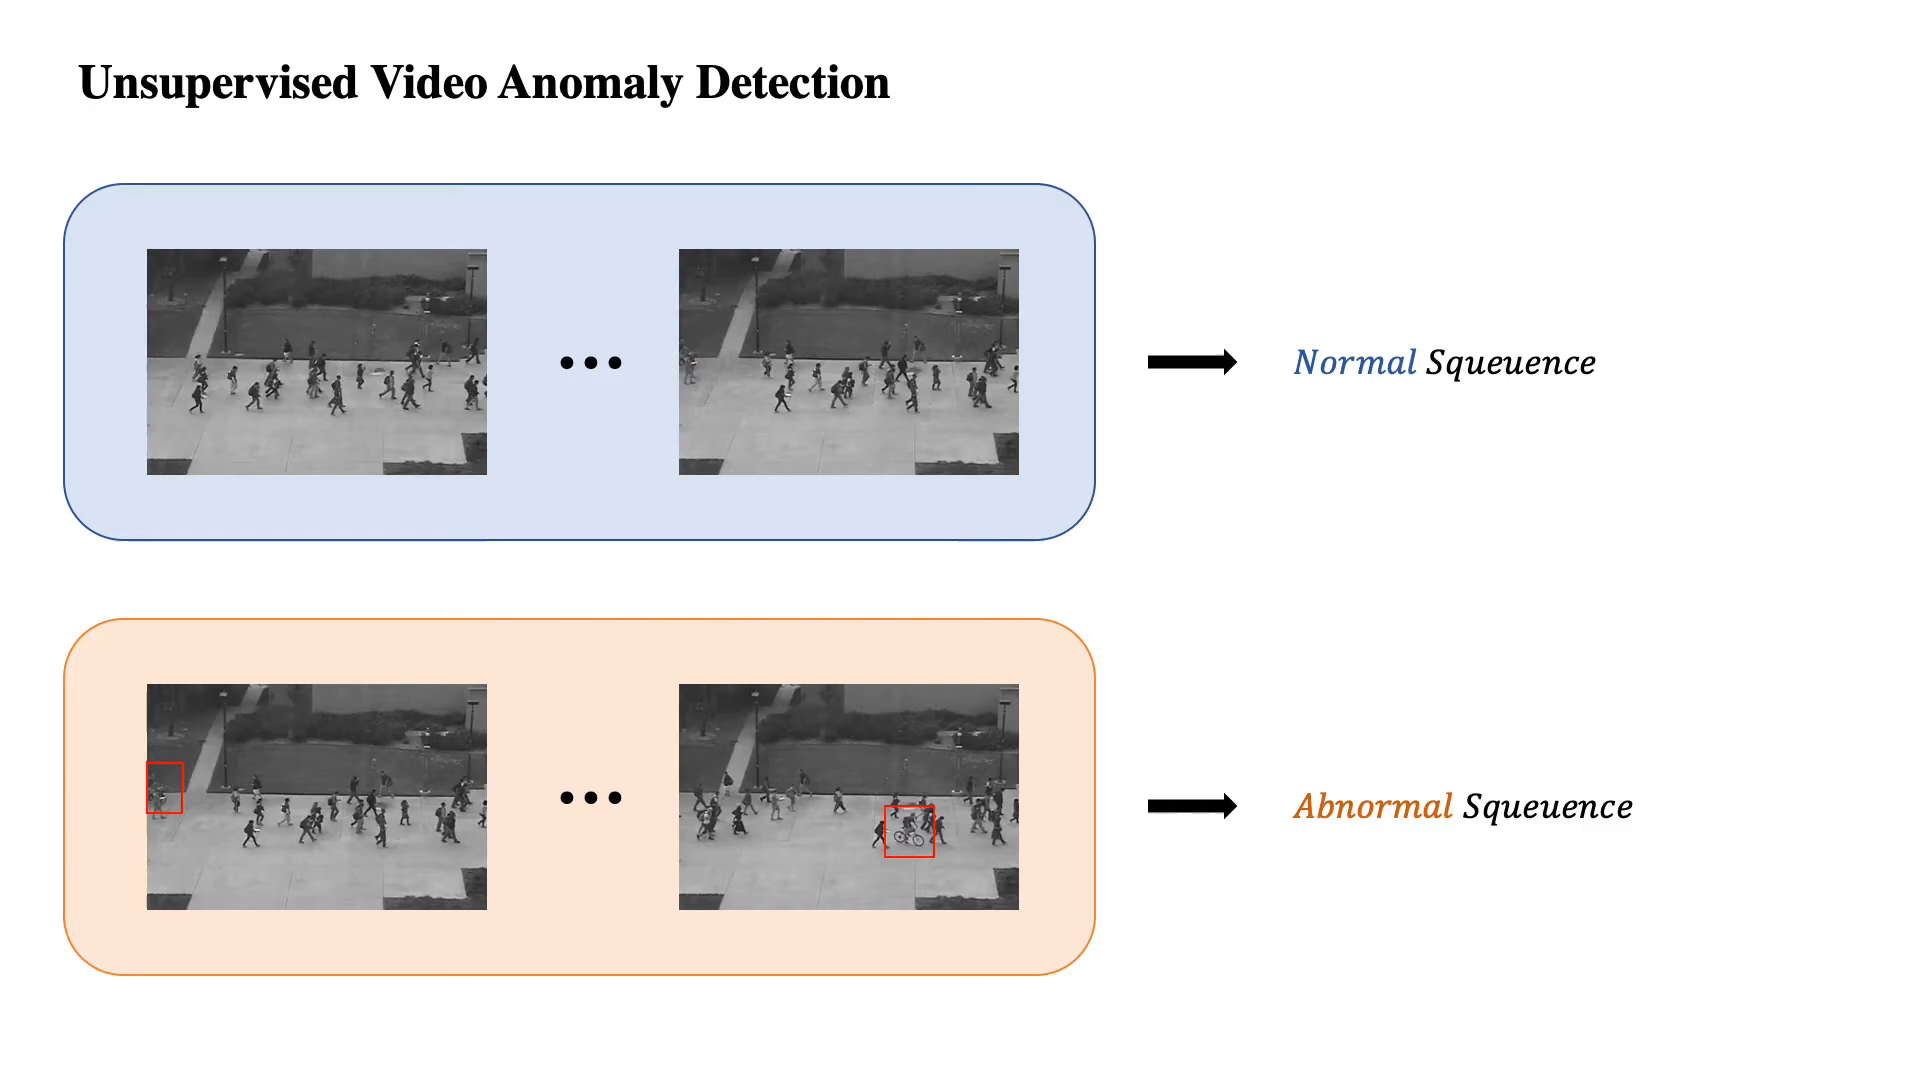 Unsupervised Video Anomaly Detection
Normal Squeuence
Abnormal Squeuence